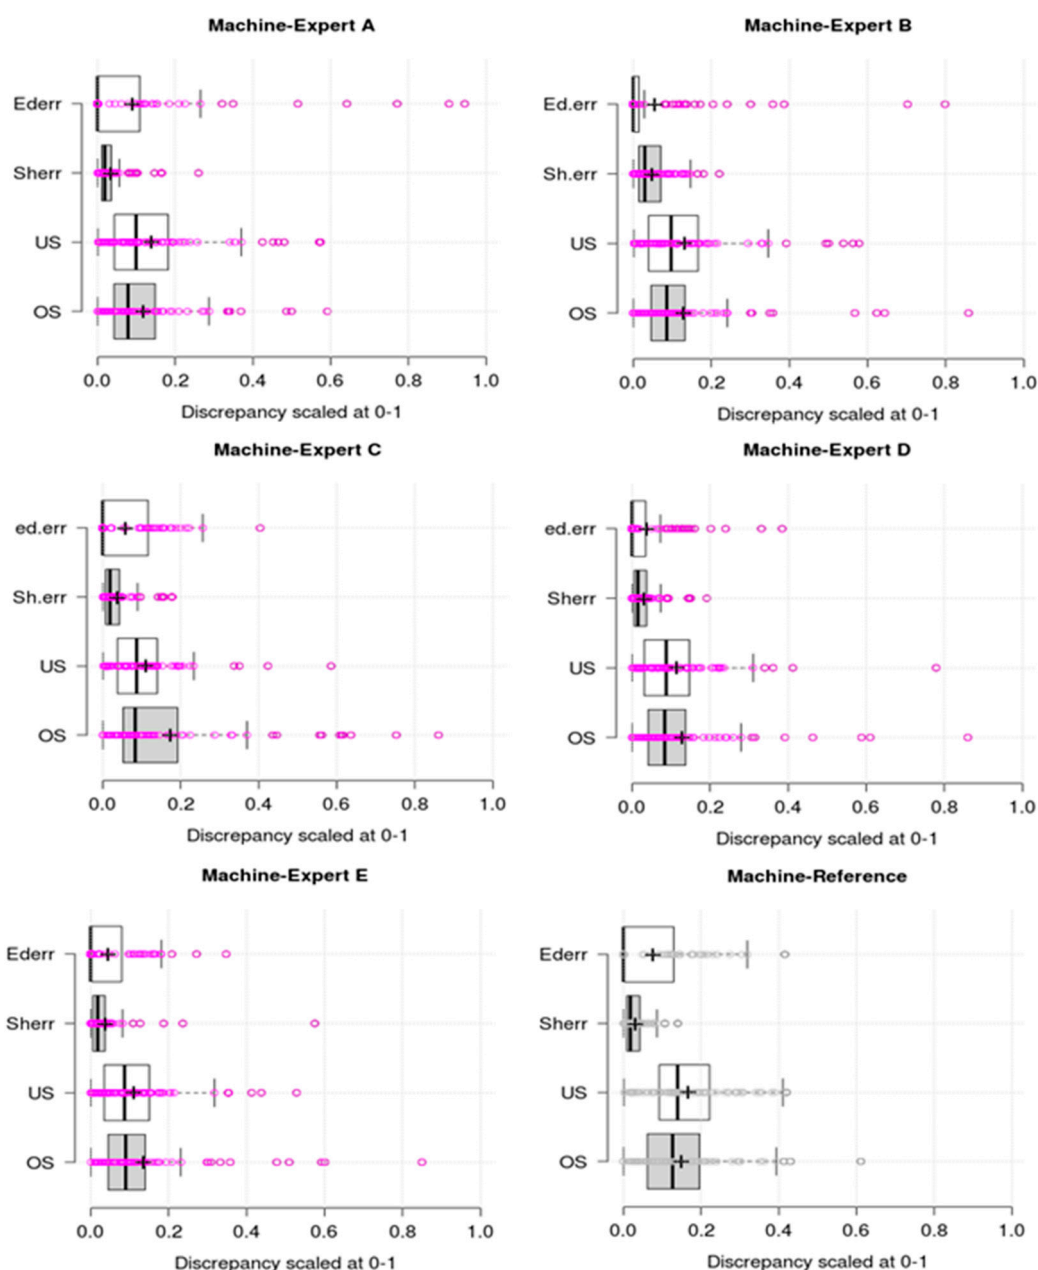 Machine-Expert A
Ederr
Sherr
US
OS
0.0 0.2 0.4 0.6 0.8 1.0
Discrepancy scaled at 0-1
Machine-Expert B
Ed.err
Sh.err
US
OS
0.0 0.2 0.4 0.6 0.8 1.0
Discrepancy scaled at 0-1
Machine-Expert C
ed.err
Sh.err
US
OS
0.0 0.2 0.4 0.6 0.8 1.0
Discrepancy scaled at 0-1
Machine-Expert D
ed.err
Sherr
US
OS
0.0 0.2 0.4 0.6 0.8 1.0
Discrepancy scaled at 0-1
Machine-Expert E
Ederr
Sherr
US
OS
0.0 0.2 0.4 0.6 0.8 1.0
Discrepancy scaled at 0-1
Machine-Reference
Ederr
Sherr
US
OS
0.0 0.2 0.4 0.6 0.8 1.0
Discrepancy scaled at 0-1